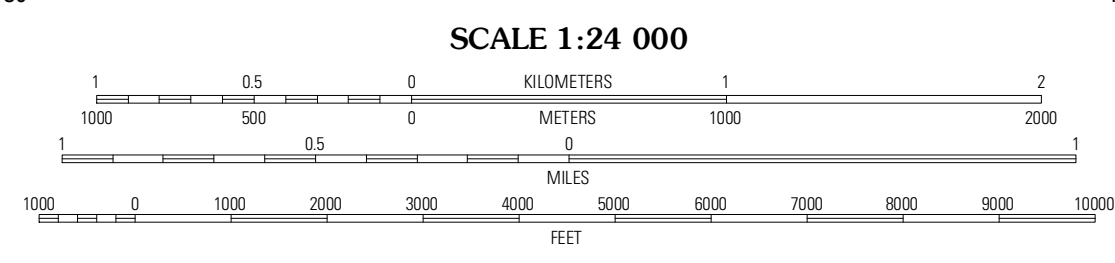 SCALE 1:24 000
1 0.5 0 KILOMETERS 1 2
1000 500 0 METERS 1000 2000
1 0.5 0 1
MILES
1000 0 1000 2000 3000 4000 5000 6000 7000 8000 9000 10000
FEET